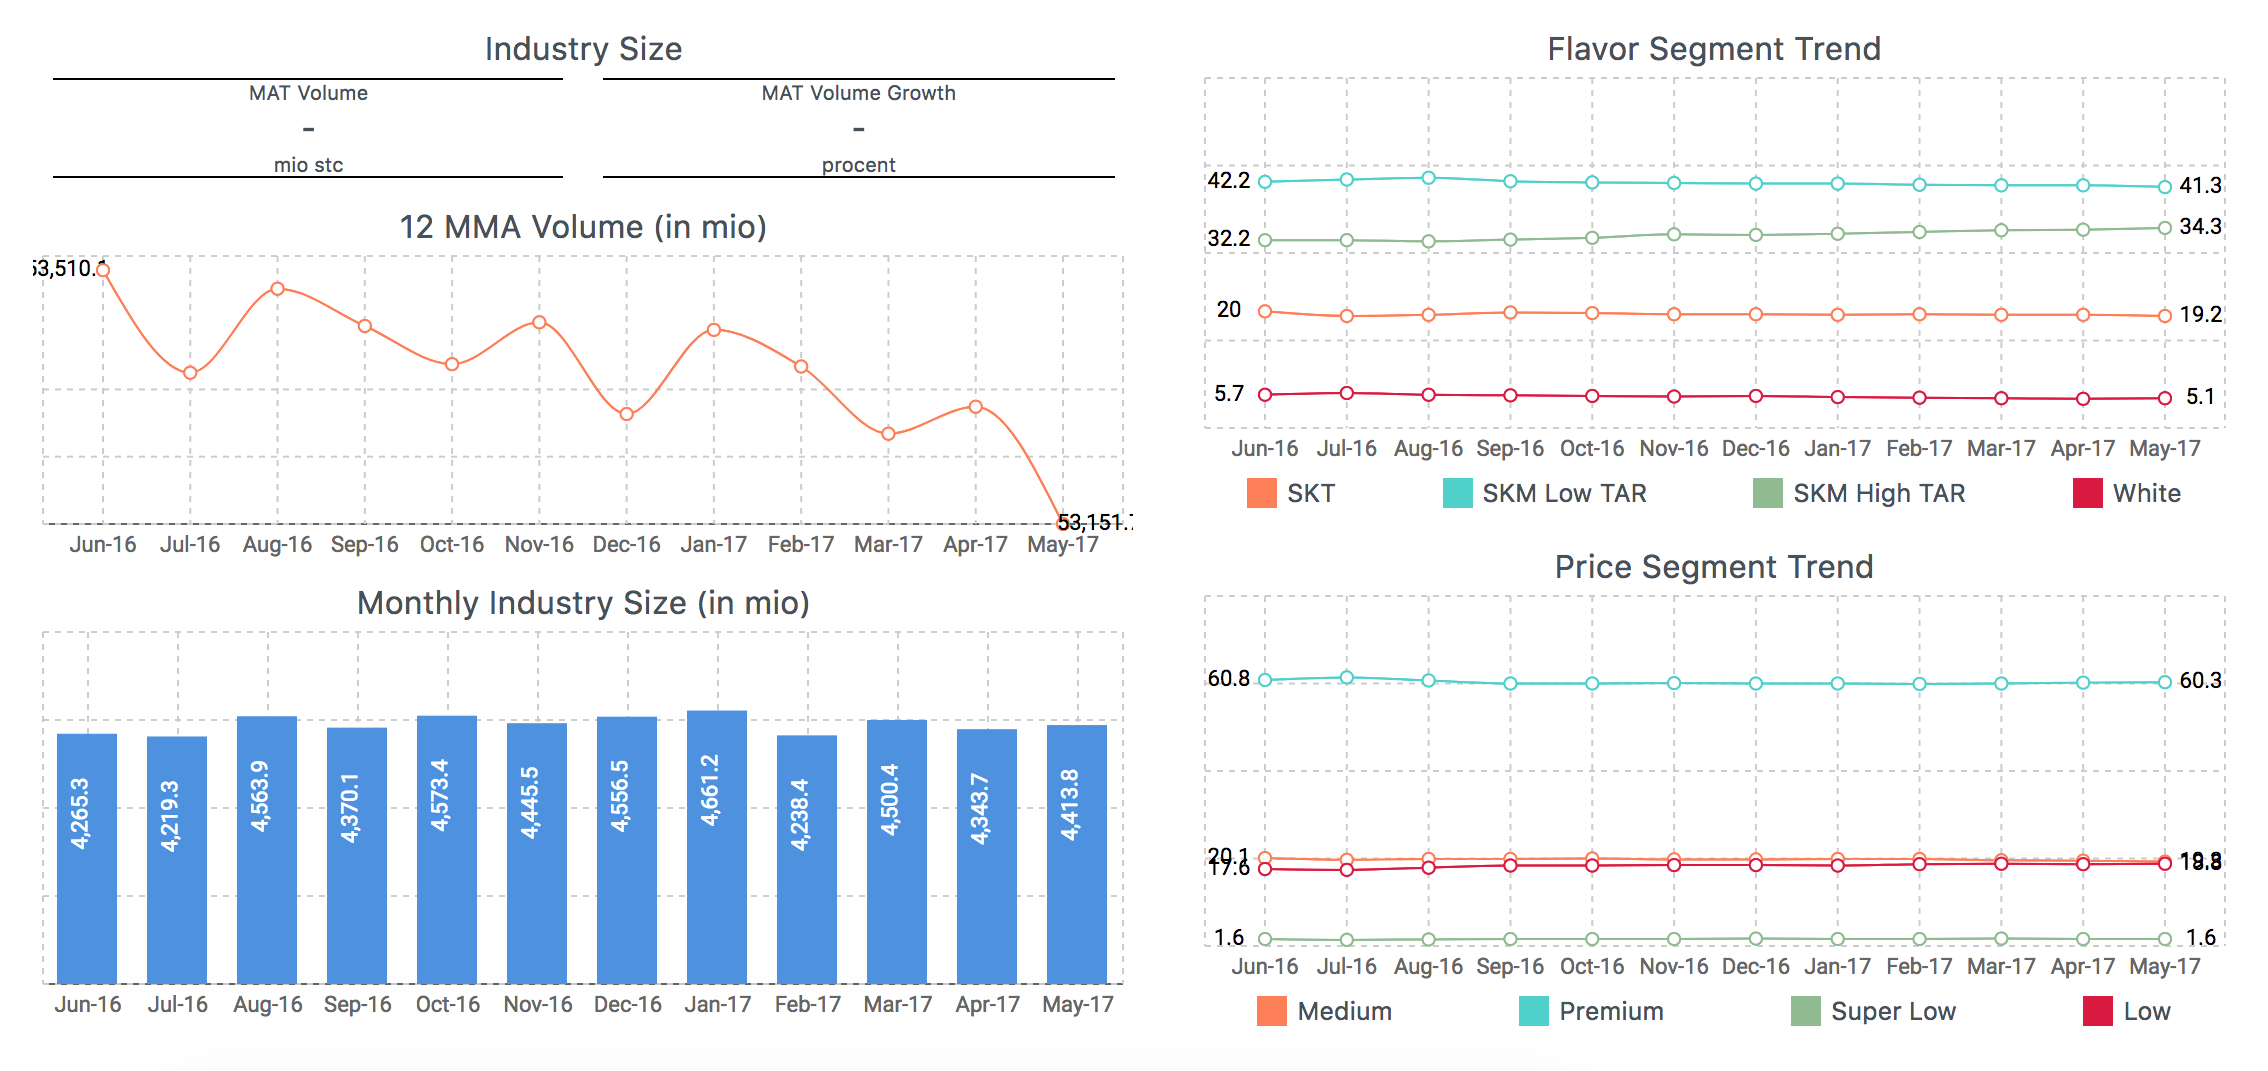 Industry Size
MAT Volume
-
mio stc
MAT Volume Growth
-
procent
12 MMA Volume (in mio)
53,510.1
53,151.7
Jun-16 Jul-16 Aug-16 Sep-16 Oct-16 Nov-16 Dec-16 Jan-17 Feb-17 Mar-17 Apr-17 May-17
Monthly Industry Size (in mio)
4,265.3 4,219.3 4,563.9 4,370.1 4,573.4 4,445.5 4,556.5 4,661.2 4,238.4 4,500.4 4,343.7 4,413.8
Jun-16 Jul-16 Aug-16 Sep-16 Oct-16 Nov-16 Dec-16 Jan-17 Feb-17 Mar-17 Apr-17 May-17
Flavor Segment Trend
42.2 41.3
32.2 34.3
20 19.2
5.7 5.1
Jun-16 Jul-16 Aug-16 Sep-16 Oct-16 Nov-16 Dec-16 Jan-17 Feb-17 Mar-17 Apr-17 May-17
SKT SKM Low TAR SKM High TAR White
Price Segment Trend
60.8 60.3
20.1
17.6
1.6 1.6
Jun-16 Jul-16 Aug-16 Sep-16 Oct-16 Nov-16 Dec-16 Jan-17 Feb-17 Mar-17 Apr-17 May-17
Medium Premium Super Low Low